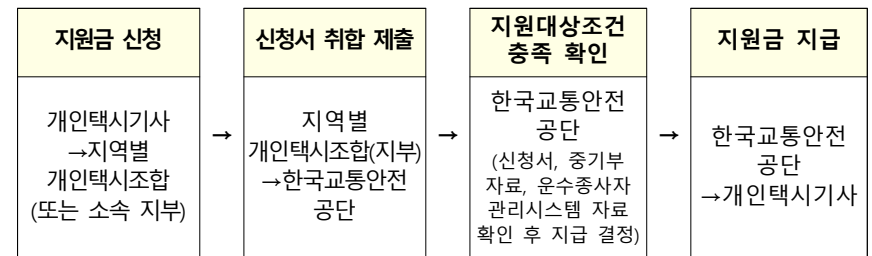 지원금 신청
개인택시기사
→지역별
개인택시조합
(또는 소속 지부)
→
신청서 취합 제출
지역별
개인택시조합(지부)
→한국교통안전
공단
→
지원대상조건
충족 확인
한국교통안전
공단
(신청서, 중기부
자료, 운수종사자
관리시스템 자료
확인 후 지급 결정)
→
지원금 지급
한국교통안전
공단
→개인택시기사